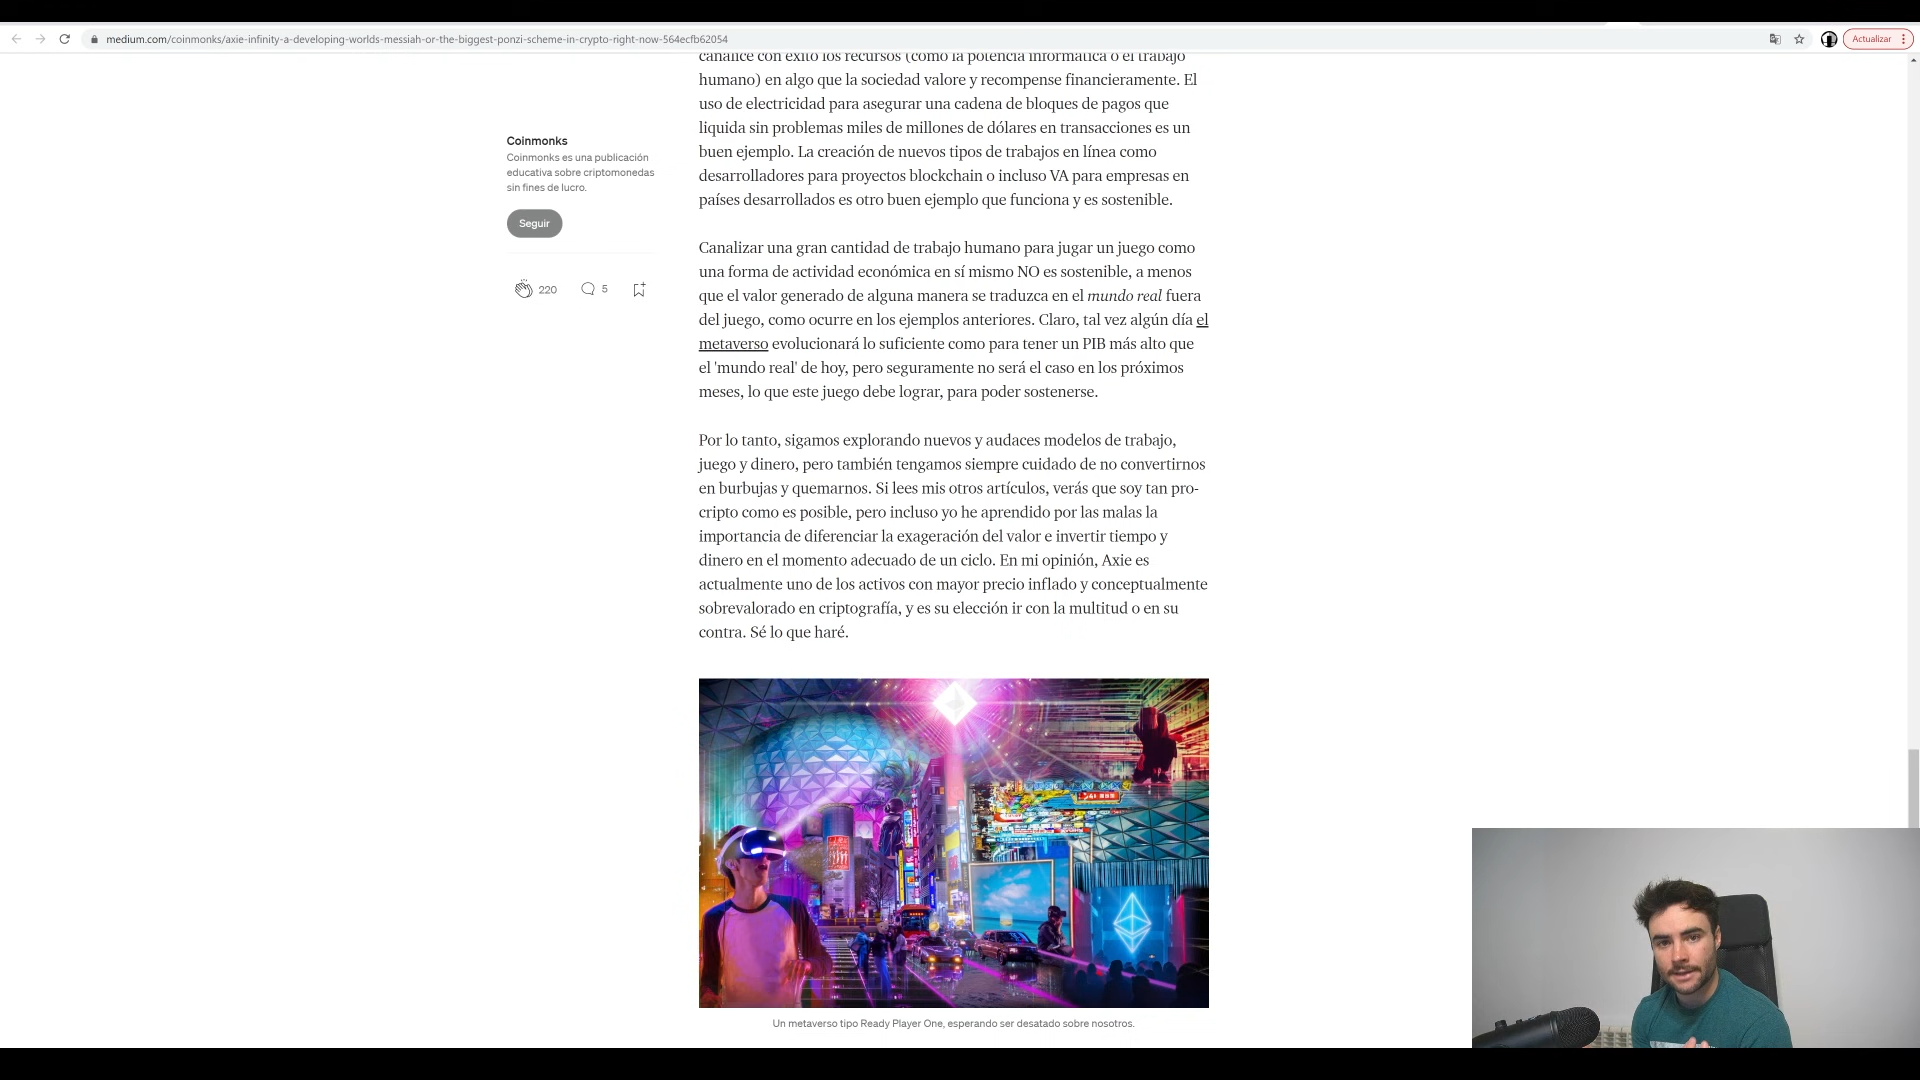 medium.com/coinmonks/axie-infinity-a-developing-worlds-messiah-or-the-biggest-ponzi-scheme-in-crypto-right-now-564ecfb62054
Actualizar
Coinmonks
Coinmonks es una publicación
educativa sobre criptomonedas
sin fines de lucro.
Seguir
220
5
canalice con éxito los recursos (como la potencia informática o el trabajo
humano) en algo que la sociedad valore y recompense financieramente. El
uso de electricidad para asegurar una cadena de bloques de pagos que
liquida sin problemas miles de millones de dólares en transacciones es un
buen ejemplo. La creación de nuevos tipos de trabajos en línea como
desarrolladores para proyectos blockchain o incluso VA para empresas en
países desarrollados es otro buen ejemplo que funciona y es sostenible.
Canalizar una gran cantidad de trabajo humano para jugar un juego como
una forma de actividad económica en sí mismo NO es sostenible, a menos
que el valor generado de alguna manera se traduzca en el mundo real fuera
del juego, como ocurre en los ejemplos anteriores. Claro, tal vez algún día el
metaverso evolucionará lo suficiente como para tener un PIB más alto que
el 'mundo real' de hoy, pero seguramente no será el caso en los próximos
meses, lo que este juego debe lograr, para poder sostenerse.
Por lo tanto, sigamos explorando nuevos y audaces modelos de trabajo,
juego y dinero, pero también tengamos siempre cuidado de no convertirnos
en burbujas y quemarnos. Si lees mis otros artículos, verás que soy tan pro-
cripto como es posible, pero incluso yo he aprendido por las malas la
importancia de diferenciar la exageración del valor e invertir tiempo y
dinero en el momento adecuado de un ciclo. En mi opinión, Axie es
actualmente uno de los activos con mayor precio inflado y conceptualmente
sobrevalorado en criptografía, y es su elección ir con la multitud o en su
contra. Sé lo que haré.
Un metaverso tipo Ready Player One, esperando ser desatado sobre nosotros.